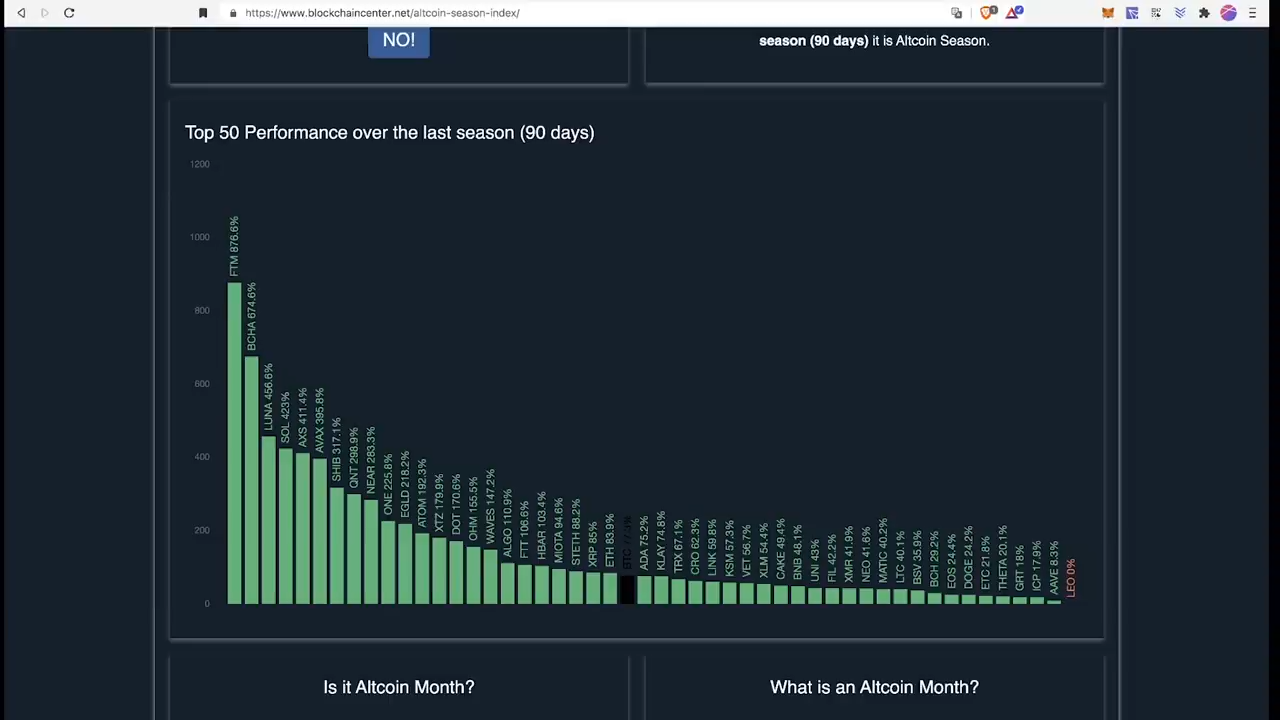 https://www.blockchaincenter.net/altcoin-season-index/
NO!
season (90 days) it is Altcoin Season.
Top 50 Performance over the last season (90 days)
1200
1000
800
600
400
200
0
FTM 876.6%
BCHA 674.6%
LUNA 456.6%
SOL 423%
AXS 411.4%
AVAX 395.8%
SHIB 317.1%
QNT 298.9%
NEAR 283.3%
ONE 225.8%
EGLD 218.2%
ATOM 192.3%
XTZ 179.9%
DOT 170.6%
OHM 155.5%
WAVES 147.2%
ALGO 110.9%
FTT 106.6%
HBAR 103.4%
MIOTA 94.6%
STETH 88.2%
XRP 85%
ETH 83.9%
BTC
ADA 75.2%
KLAY 74.8%
TRX 67.1%
CRO 62.3%
LINK 59.8%
KSM 57.3%
VET 56.7%
XLM 54.4%
CAKE 49.4%
BNB 48.1%
UNI 43%
FIL 42.2%
XMR 41.9%
NEO 41.6%
MATIC 40.2%
LTC 40.1%
BSV 35.9%
BCH 29.2%
EOS 24.4%
DOGE 24.2%
ETC 21.8%
THETA 20.1%
GRT 18%
ICP 17.9%
AAVE 8.3%
LEO 0%
Is it Altcoin Month?
What is an Altcoin Month?